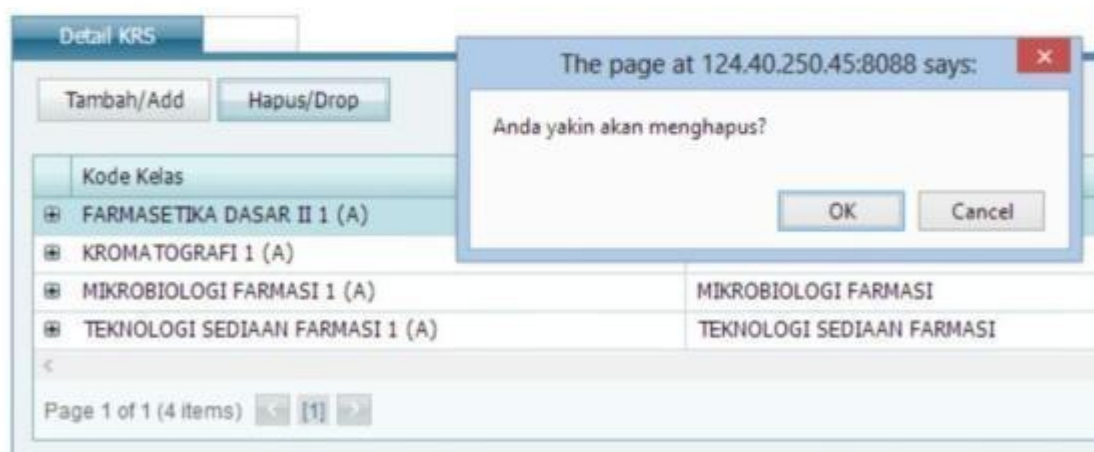 Detail KRS
Tambah/Add
Hapus/Drop
The page at 124.40.250.45:8088 says:
Anda yakin akan menghapus?
OK
Cancel
Kode Kelas
FARMASETIKA DASAR II 1 (A)
KROMATOGRAFI 1 (A)
MIKROBIOLOGI FARMASI 1 (A) MIKROBIOLOGI FARMASI
TEKNOLOGI SEDIAAN FARMASI 1 (A) TEKNOLOGI SEDIAAN FARMASI
Page 1 of 1 (4 items) < [1] >